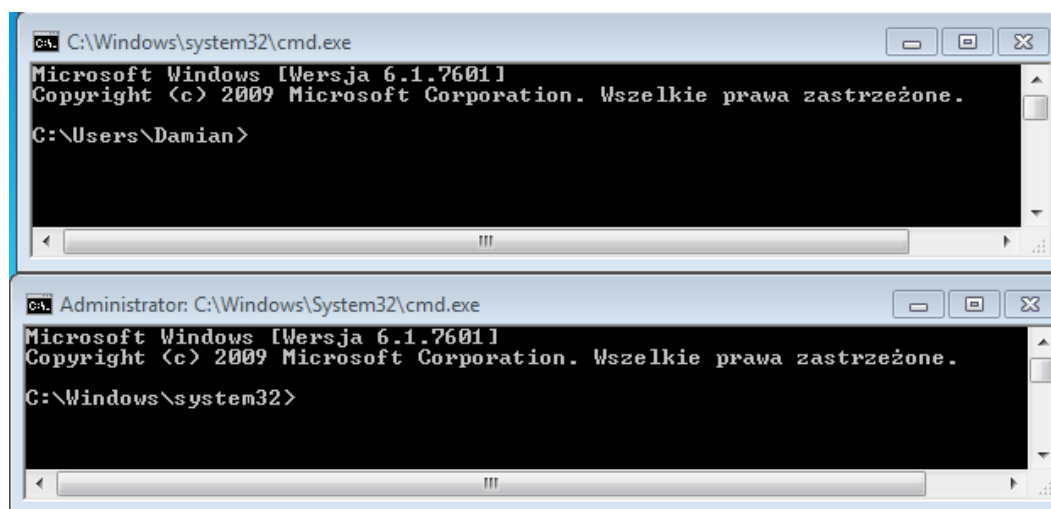 C:\Windows\system32\cmd.exe
Microsoft Windows [Wersja 6.1.7601]
Copyright (c) 2009 Microsoft Corporation. Wszelkie prawa zastrzeżone.
C:\Users\Damian>
Administrator: C:\Windows\System32\cmd.exe
Microsoft Windows [Wersja 6.1.7601]
Copyright (c) 2009 Microsoft Corporation. Wszelkie prawa zastrzeżone.
C:\Windows\system32>